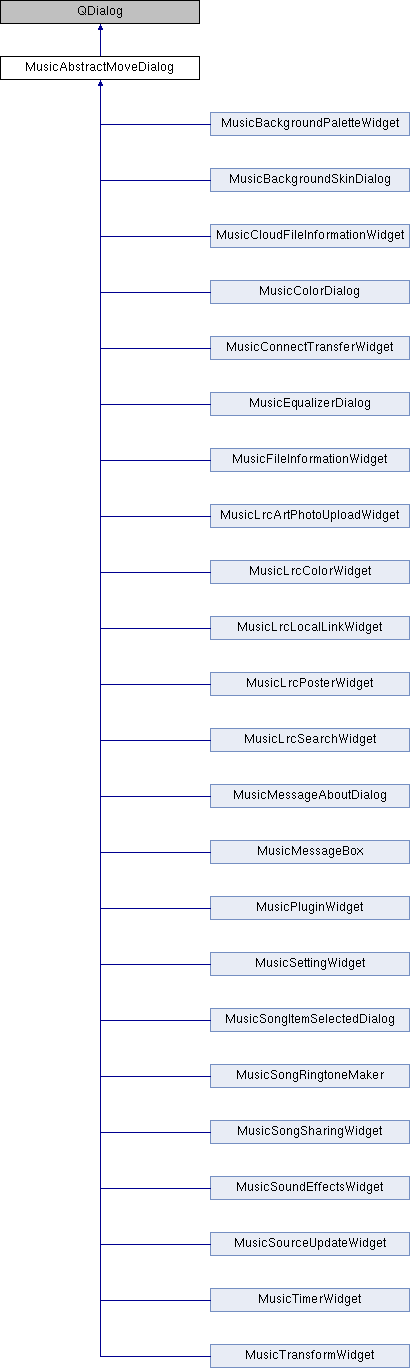 QDialog
MusicAbstractMoveDialog
MusicBackgroundPaletteWidget
MusicBackgroundSkinDialog
MusicCloudFileInformationWidget
MusicColorDialog
MusicConnectTransferWidget
MusicEqualizerDialog
MusicFileInformationWidget
MusicLrcArtPhotoUploadWidget
MusicLrcColorWidget
MusicLrcLocalLinkWidget
MusicLrcPosterWidget
MusicLrcSearchWidget
MusicMessageAboutDialog
MusicMessageBox
MusicPluginWidget
MusicSettingWidget
MusicSongItemSelectedDialog
MusicSongRingtoneMaker
MusicSongSharingWidget
MusicSoundEffectsWidget
MusicSourceUpdateWidget
MusicTimerWidget
MusicTransformWidget